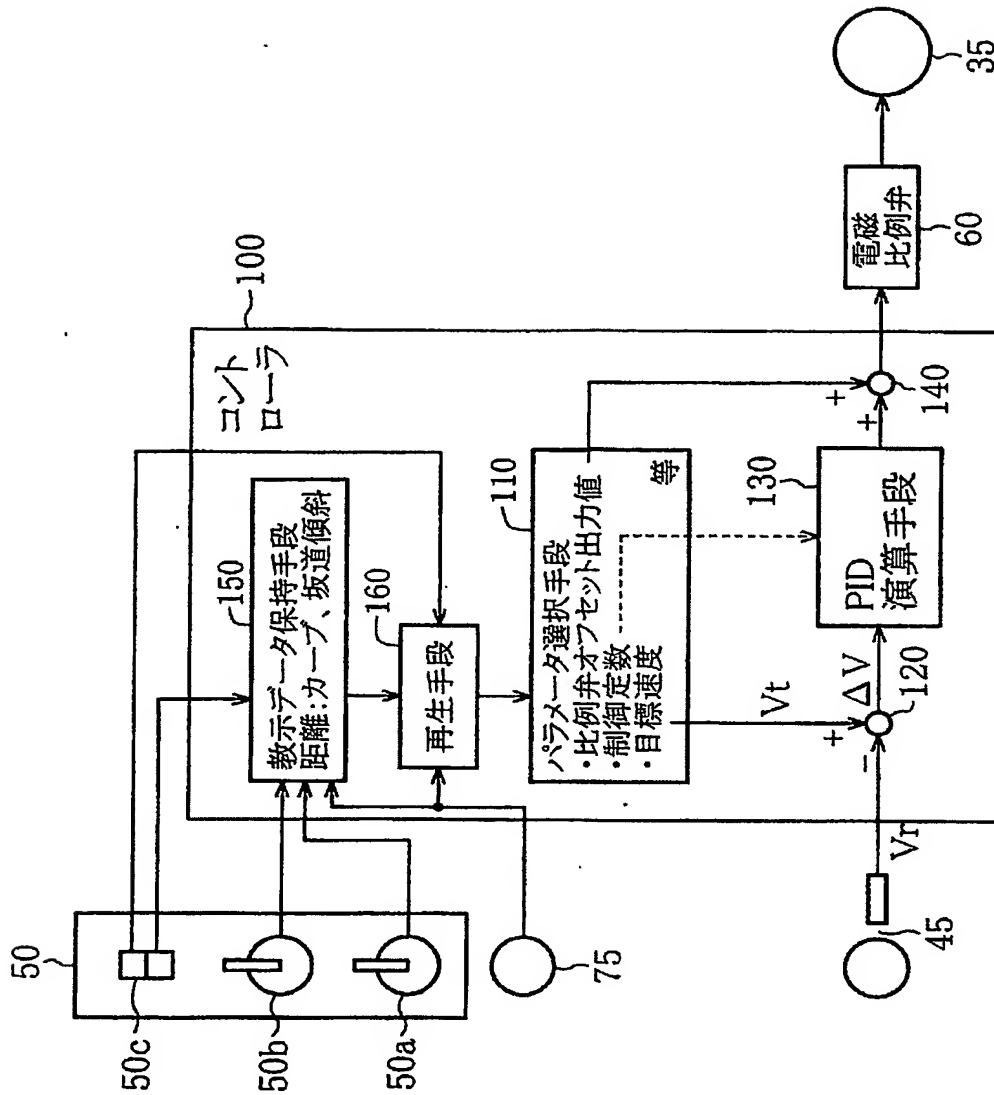 50
50c
50b
50a
75
45
100
コント
ローラ
150
教示データ保持手段
距離:カーブ、坂道傾斜
160
再生手段
110
パラメータ選択手段
・比例弁オフセット出力値
・制御定数
・目標速度
等
Vt
Vr
+
-
120
ΔV
130
PID
演算手段
+
+
140
電磁
比例弁
60
35